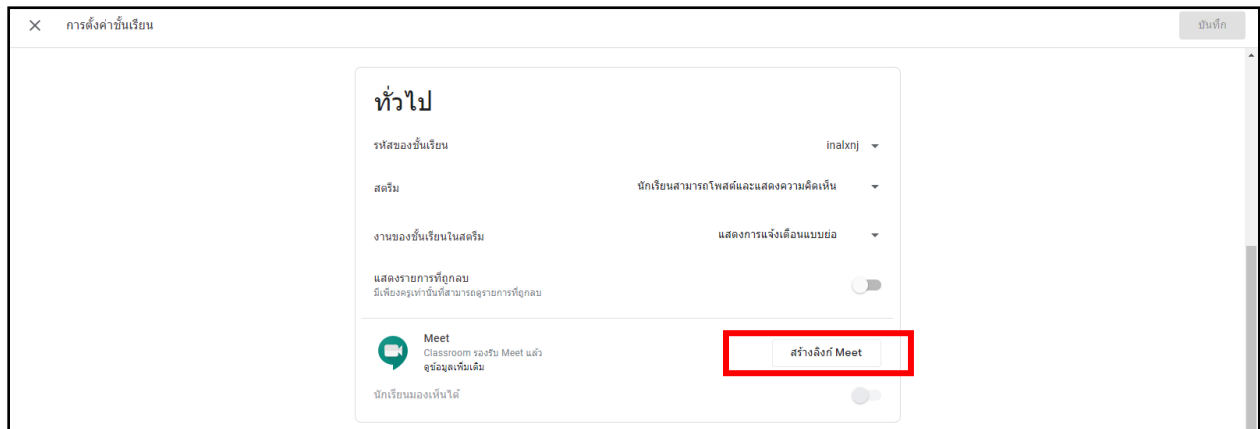 การตั้งค่าชั้นเรียน
บันทึก
ทั่วไป
รหัสของชั้นเรียน inalxnj
สตรีม นักเรียนสามารถโพสต์และแสดงความคิดเห็น
งานของชั้นเรียนในสตรีม แสดงการแจ้งเตือนแบบย่อ
แสดงรายการที่ถูกลบ
มีเพียงครูเท่านั้นที่สามารถดูรายการที่ถูกลบ
Meet
Classroom รองรับ Meet แล้ว
สร้างลิงก์ Meet
ดูข้อมูลเพิ่มเติม
นักเรียนมองเห็นได้